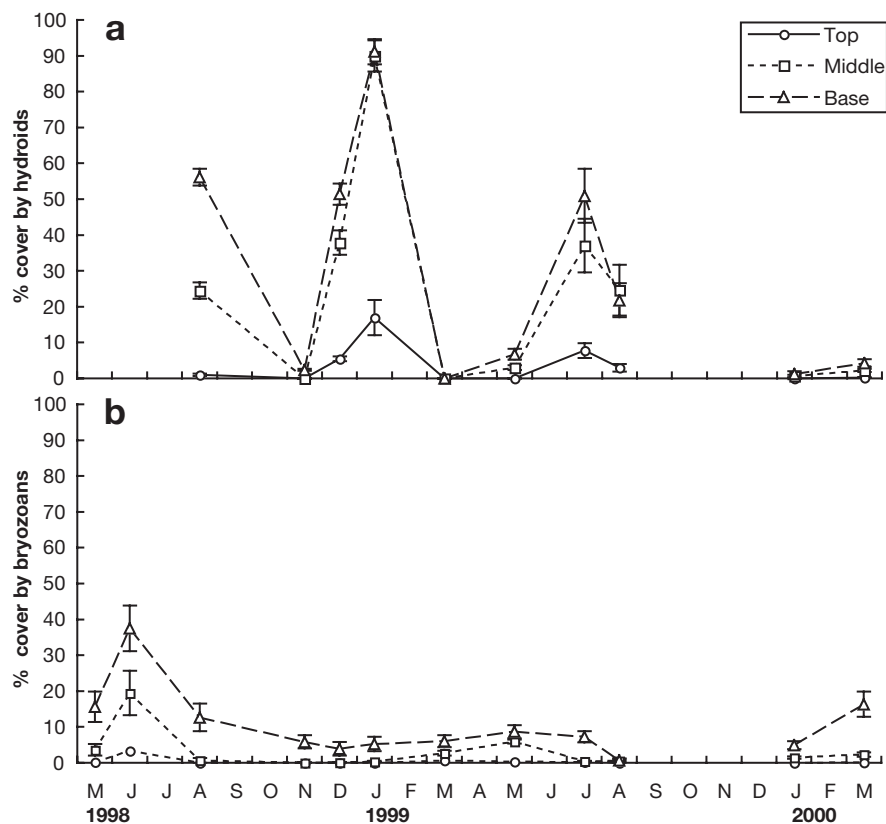 a
100
90
80
70
60
50
40
30
20
10
0
% cover by hydroids
Top
Middle
Base
b
100
90
80
70
60
50
40
30
20
10
0
% cover by bryozoans
M J J A S O N D J F M A M J J A S O N D J F M
1998 1999 2000